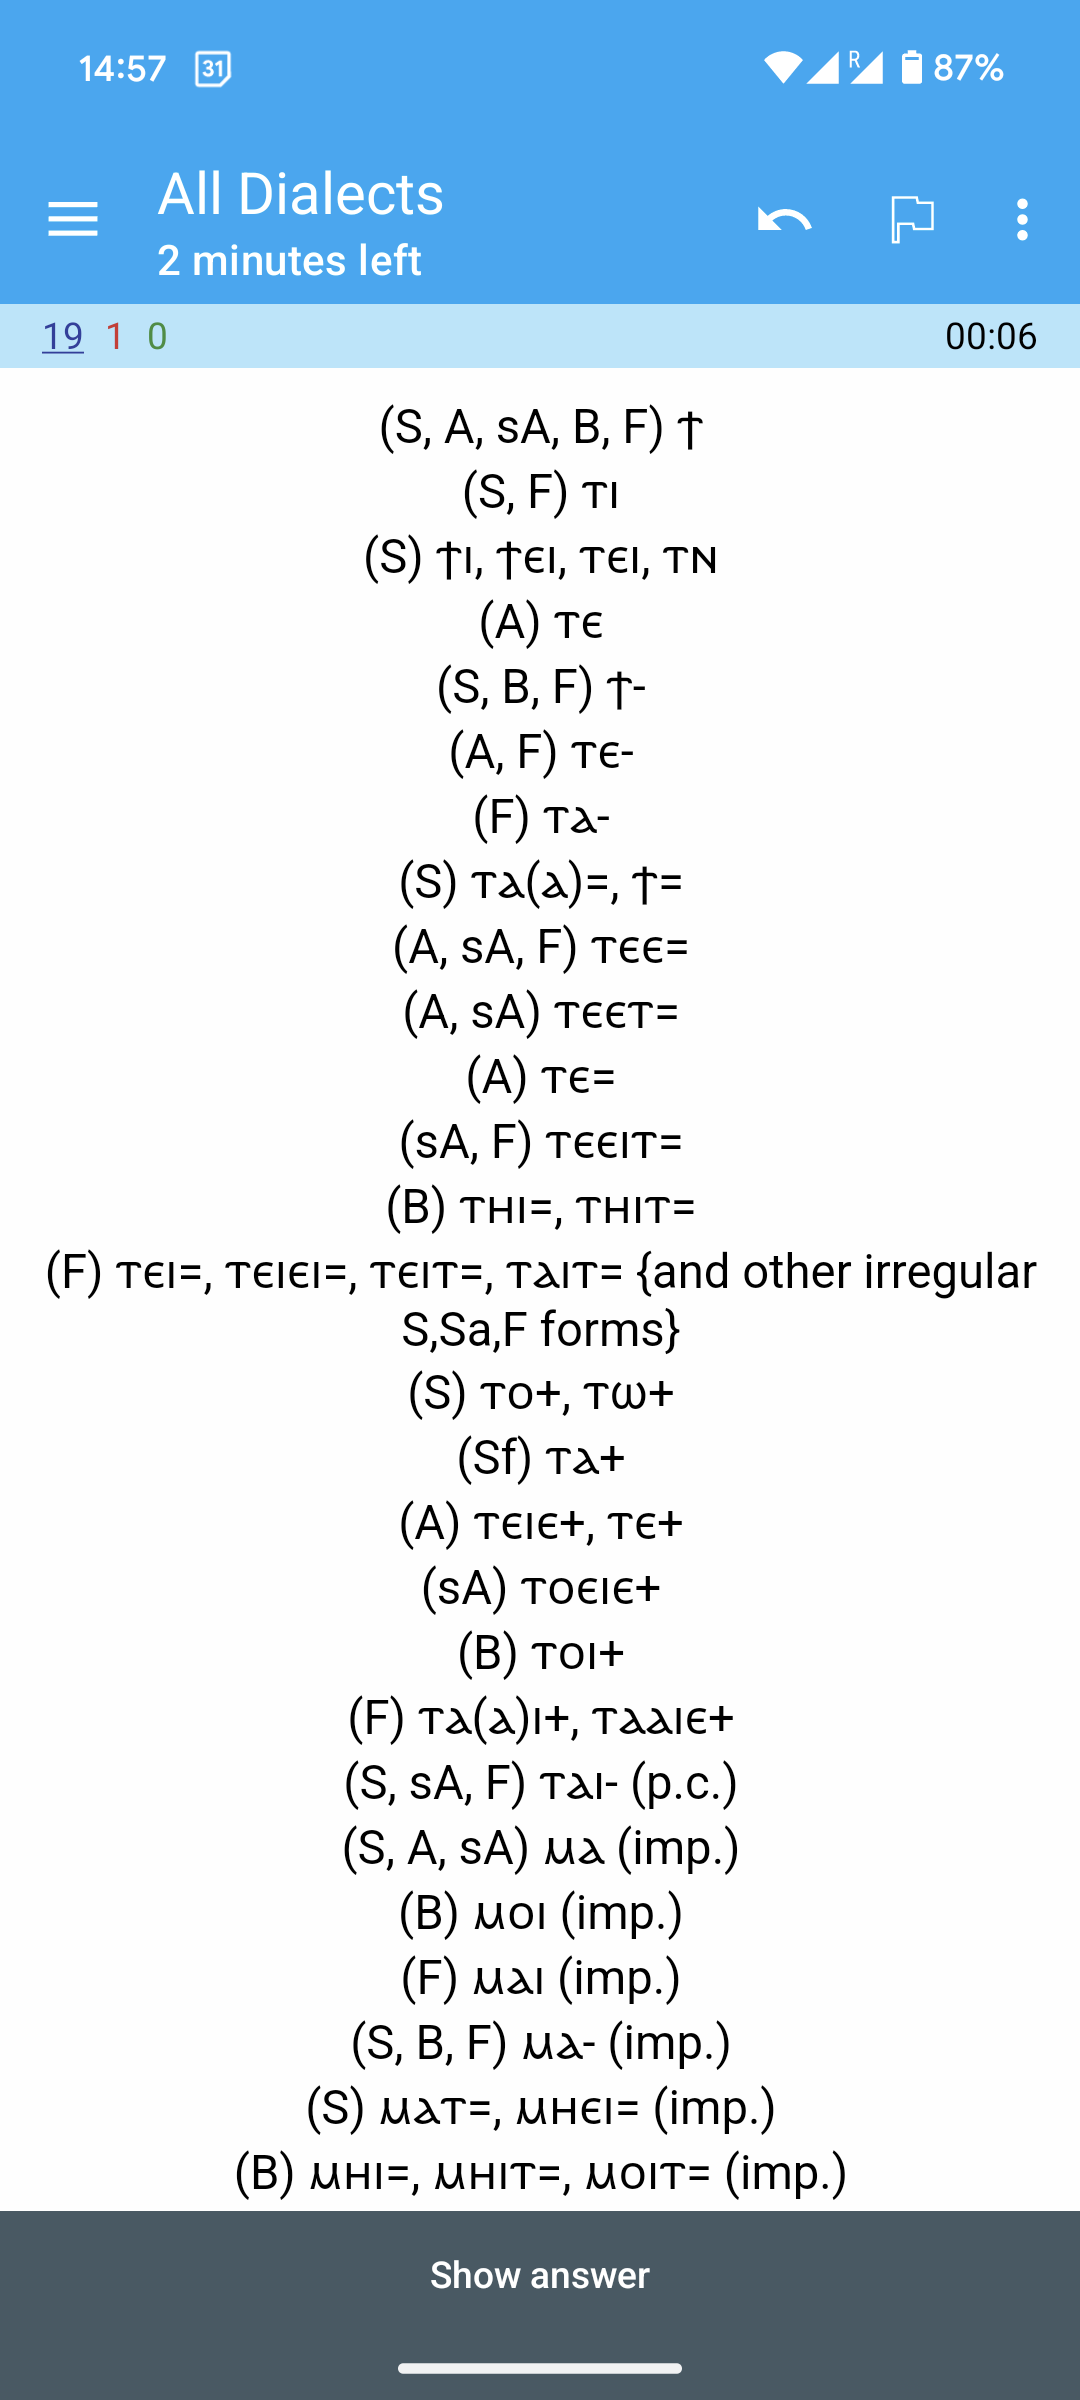 14:57 31 R 87%
All Dialects
2 minutes left
19 1 0 00:06
(S, A, sA, B, F) ϯ
(S, F) ⲧⲓ
(S) ϯⲓ, ϯⲉⲓ, ⲧⲉⲓ, ⲧⲛ
(A) ⲧⲉ
(S, B, F) ϯ-
(A, F) ⲧⲉ-
(F) ⲧⲁ-
(S) ⲧⲁ(ⲁ)=, ϯ=
(A, sA, F) ⲧⲉⲉ=
(A, sA) ⲧⲉⲉⲧ=
(A) ⲧⲉ=
(sA, F) ⲧⲉⲉⲓⲧ=
(B) ⲧⲏⲓ=, ⲧⲏⲓⲧ=
(F) ⲧⲉⲓ=, ⲧⲉⲓⲉⲓ=, ⲧⲉⲓⲧ=, ⲧⲁⲓⲧ= {and other irregular
S,Sa,F forms}
(S) ⲧⲟ+, ⲧⲱ+
(Sf) ⲧⲁ+
(A) ⲧⲉⲓⲉ+, ⲧⲉ+
(sA) ⲧⲟⲉⲓⲉ+
(B) ⲧⲟⲓ+
(F) ⲧⲁ(ⲁ)ⲓ+, ⲧⲁⲁⲓⲉ+
(S, sA, F) ⲧⲁⲓ- (p.c.)
(S, A, sA) ⲙⲁ (imp.)
(B) ⲙⲟⲓ (imp.)
(F) ⲙⲁⲓ (imp.)
(S, B, F) ⲙⲁ- (imp.)
(S) ⲙⲁⲧ=, ⲙⲏⲉⲓ= (imp.)
(B) ⲙⲏⲓ=, ⲙⲏⲓⲧ=, ⲙⲟⲓⲧ= (imp.)
Show answer